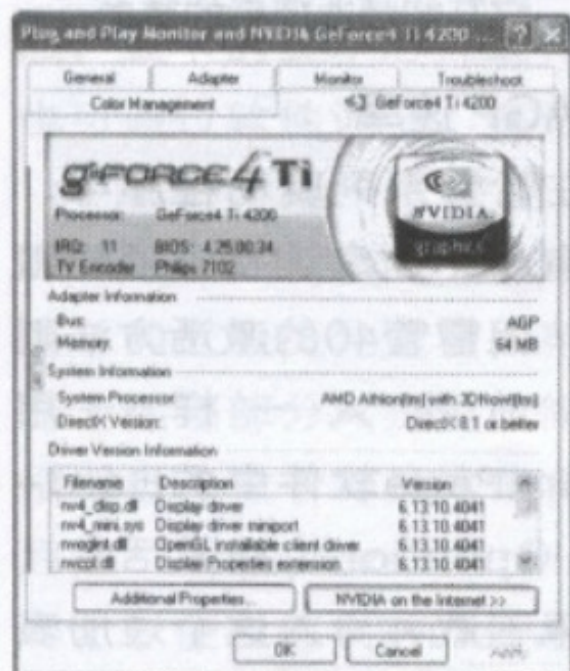 Plug and Play Monitor and NVIDIA GeForce4 Ti 4200 ...
General Adapter Monitor Troubleshoot
Color Management GeForce4 Ti 4200
GeFORCE4 Ti
Processor: GeForce4 Ti 4200
IRQ: 11 BIOS: 4.25.00.34
TV Encoder Philips 7102
NVIDIA
graphics
Adapter Information
Bus: AGP
Memory: 64 MB
System Information
System Processor: AMD Athlon(tm) with 3DNow!(tm)
DirectX Version: DirectX 8.1 or better
Driver Version Information
Filename Description Version
nv4_disp.dll Display driver 6.13.10.4041
nv4_mini.sys Display driver miniport 6.13.10.4041
nvoglnt.dll OpenGL installable client driver 6.13.10.4041
nvcpl.dll Display Properties extension 6.13.10.4041
Additional Properties... NVIDIA on the Internet >>
OK Cancel Apply